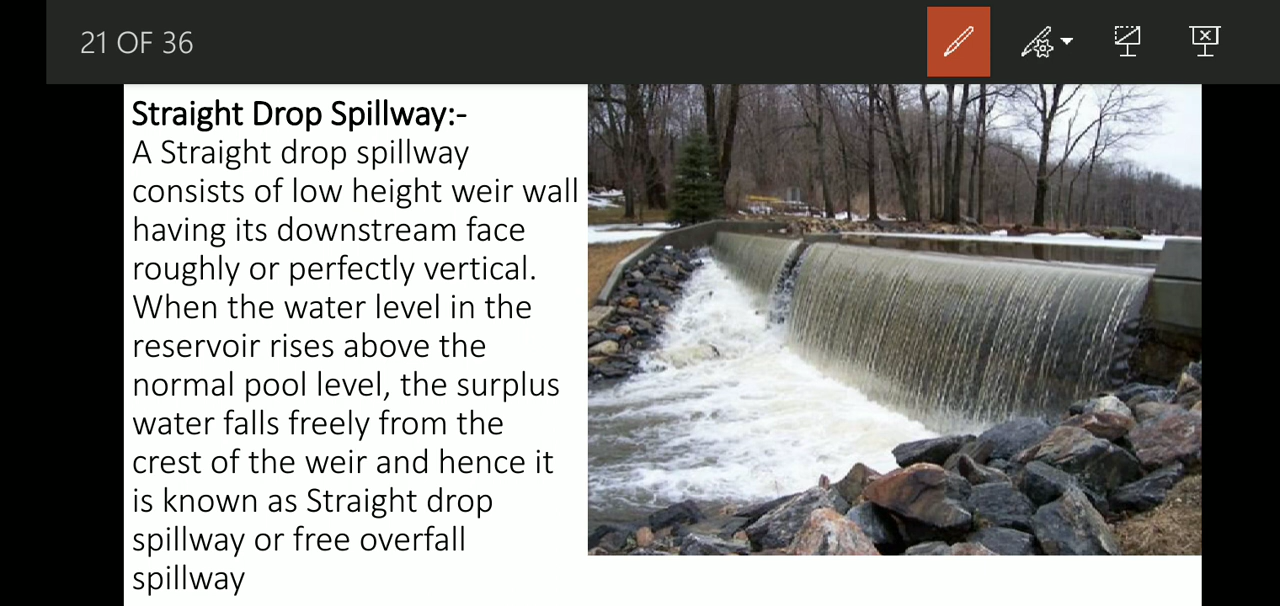 21 OF 36
Straight Drop Spillway:-
A Straight drop spillway
consists of low height weir wall
having its downstream face
roughly or perfectly vertical.
When the water level in the
reservoir rises above the
normal pool level, the surplus
water falls freely from the
crest of the weir and hence it
is known as Straight drop
spillway or free overfall
spillway